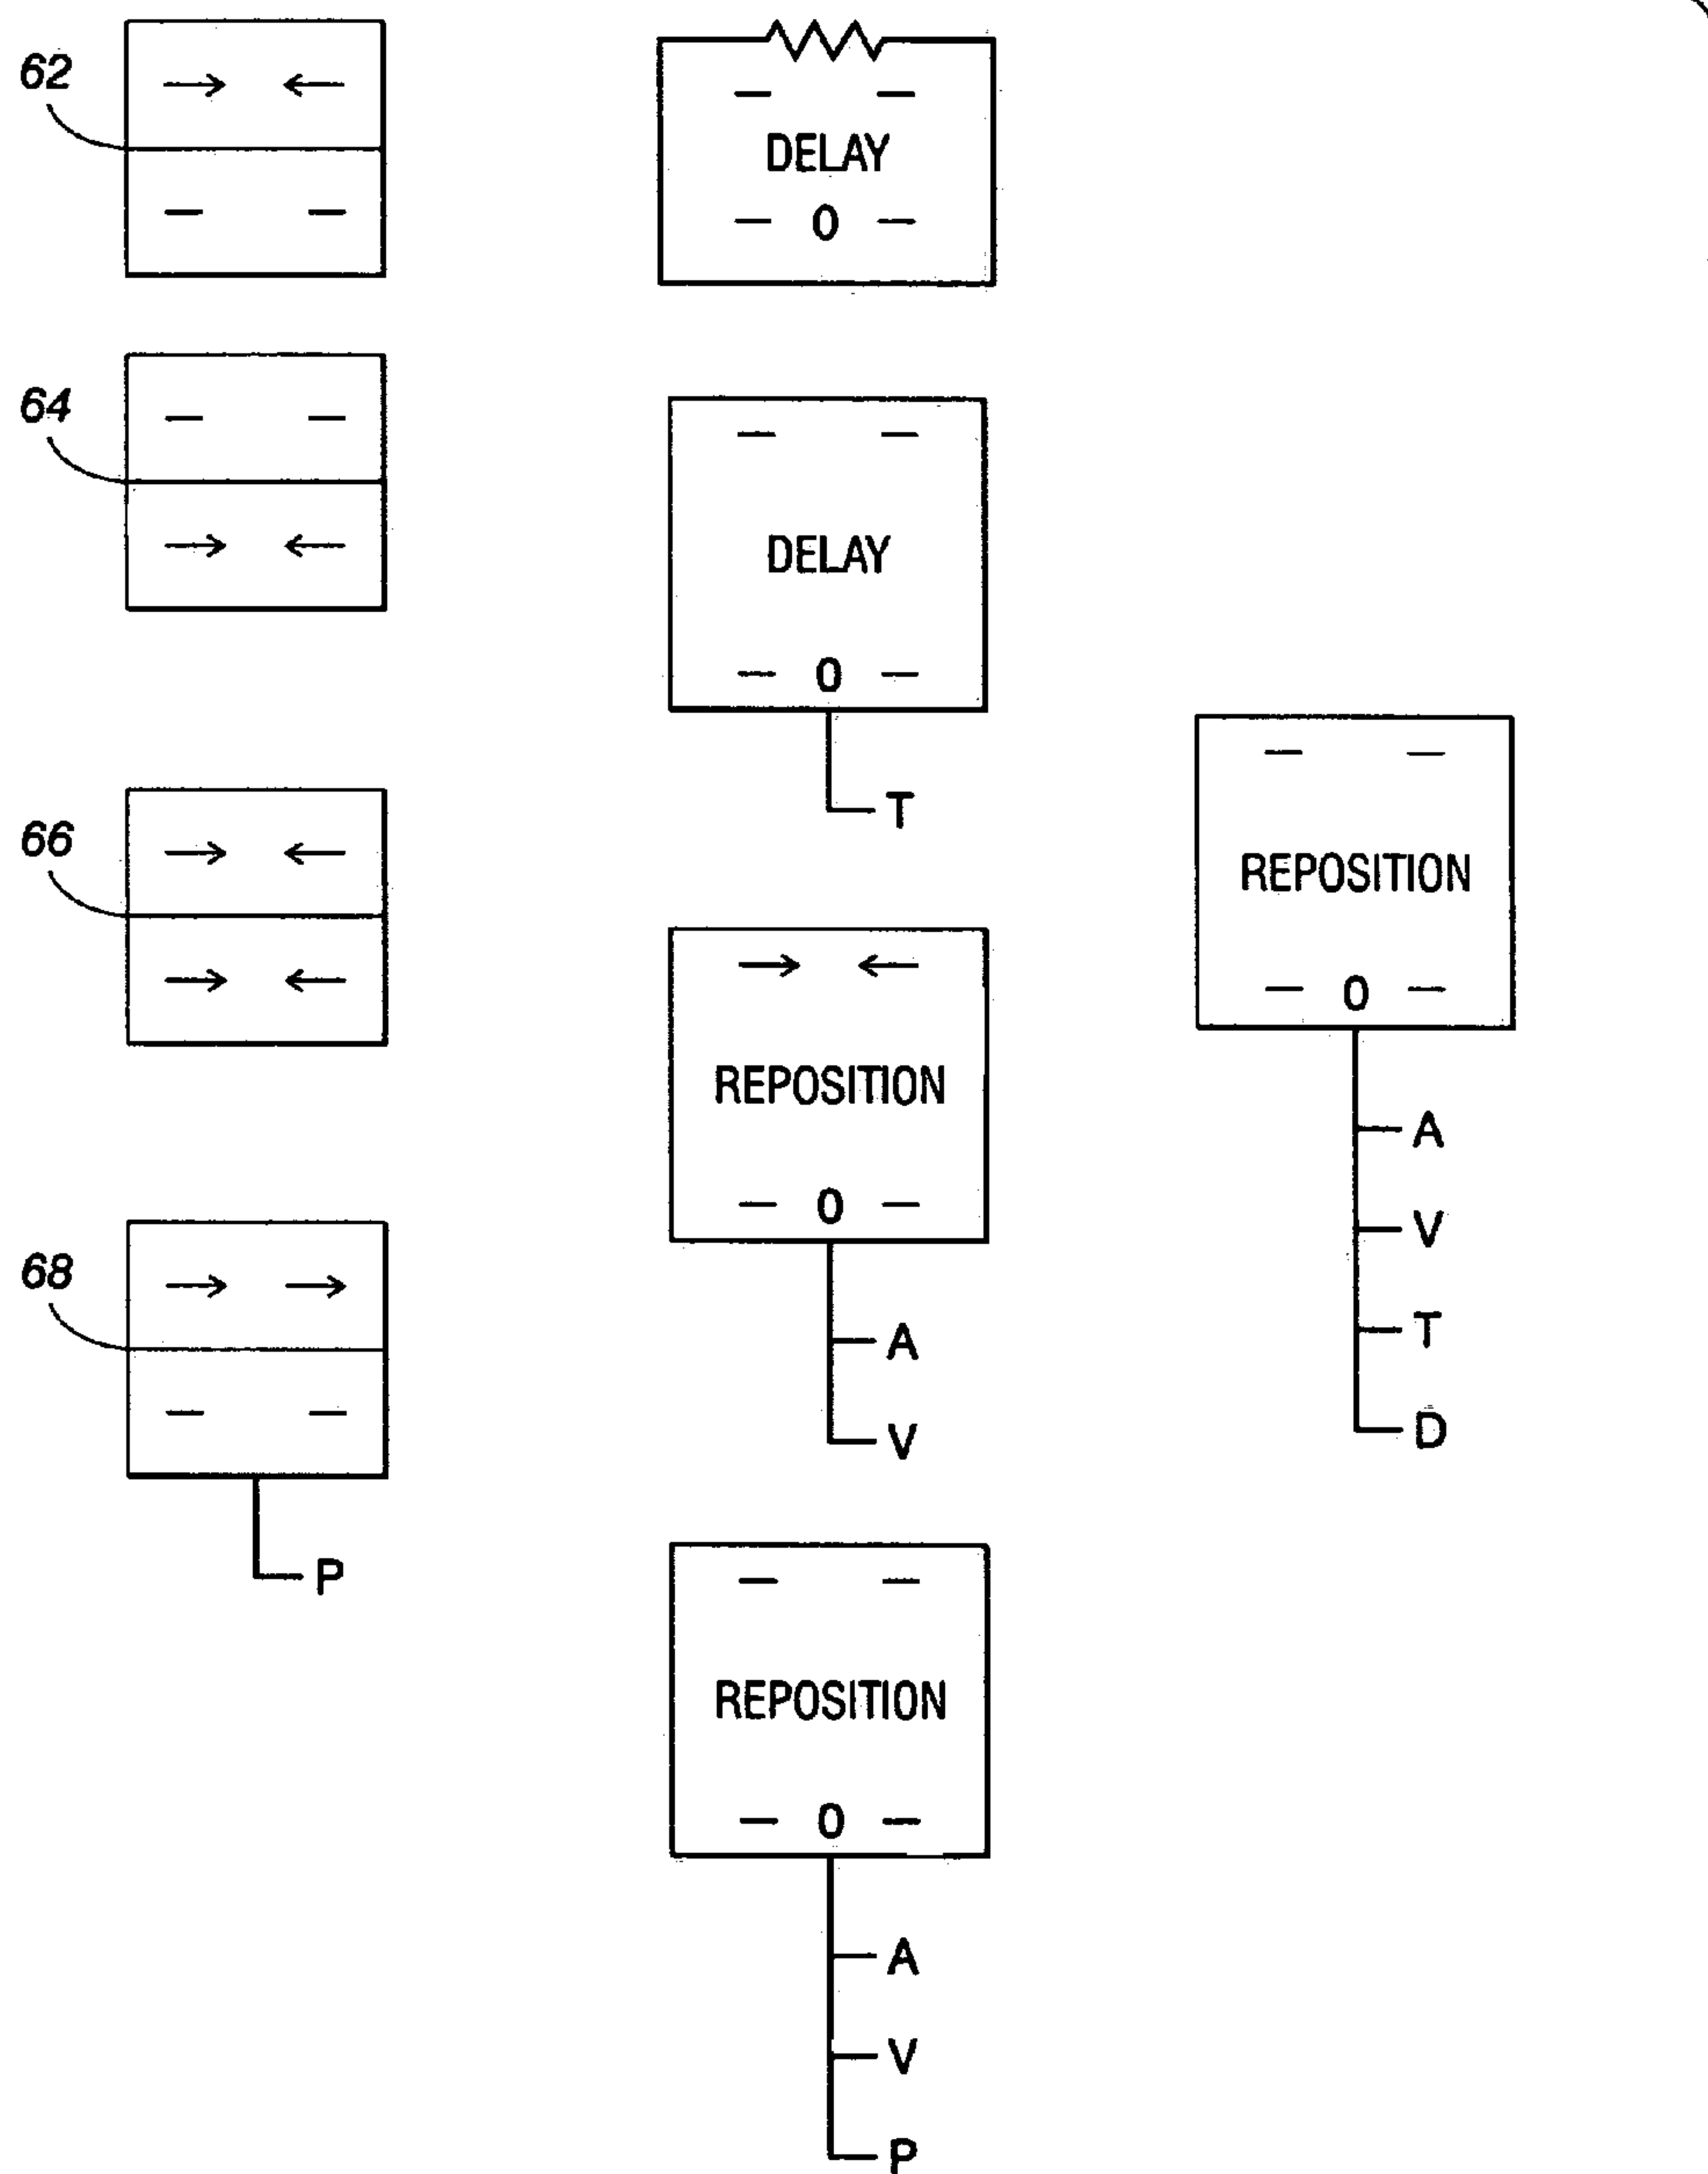 62
→ ←
— —
64
— —
→ ←
66
→ ←
→ ←
68
→ →
— —
P
— —
DELAY
— 0 —
— —
DELAY
— 0 —
T
→ ←
REPOSITION
— 0 —
A
V
— —
REPOSITION
— 0 —
A
V
P
— —
REPOSITION
— 0 —
A
V
T
D